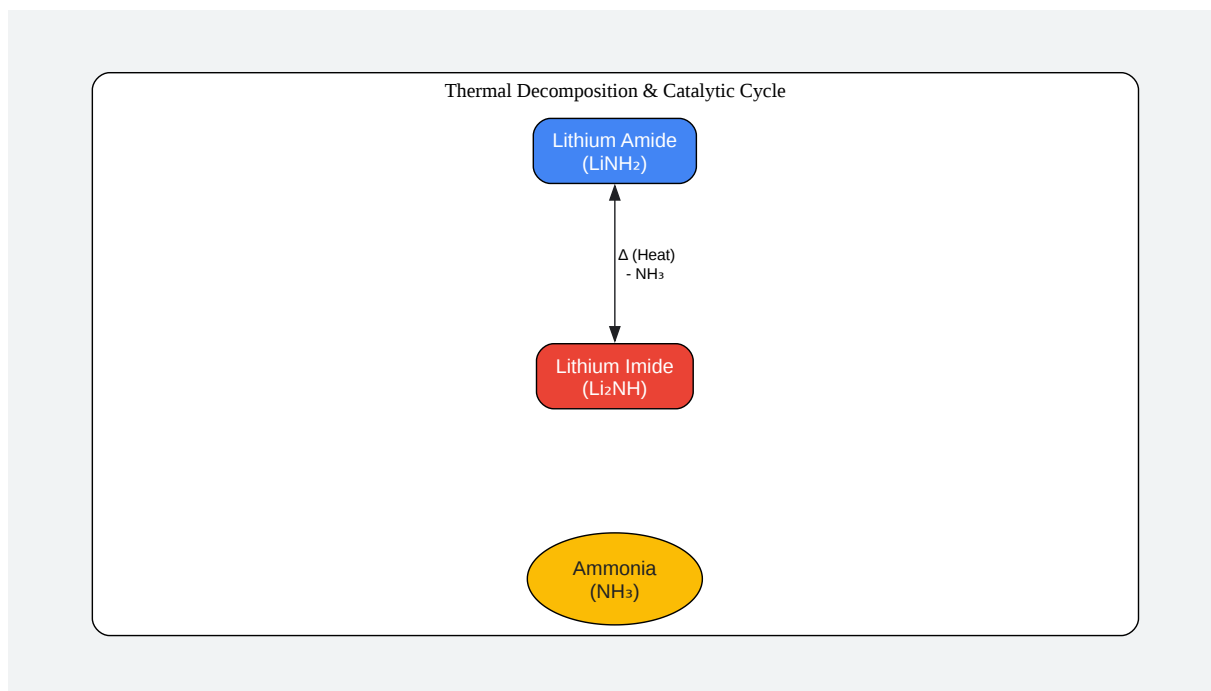 Thermal Decomposition & Catalytic Cycle
Lithium Amide
(LiNH₂)
Δ (Heat)
- NH₃
Lithium Imide
(Li₂NH)
Ammonia
(NH₃)